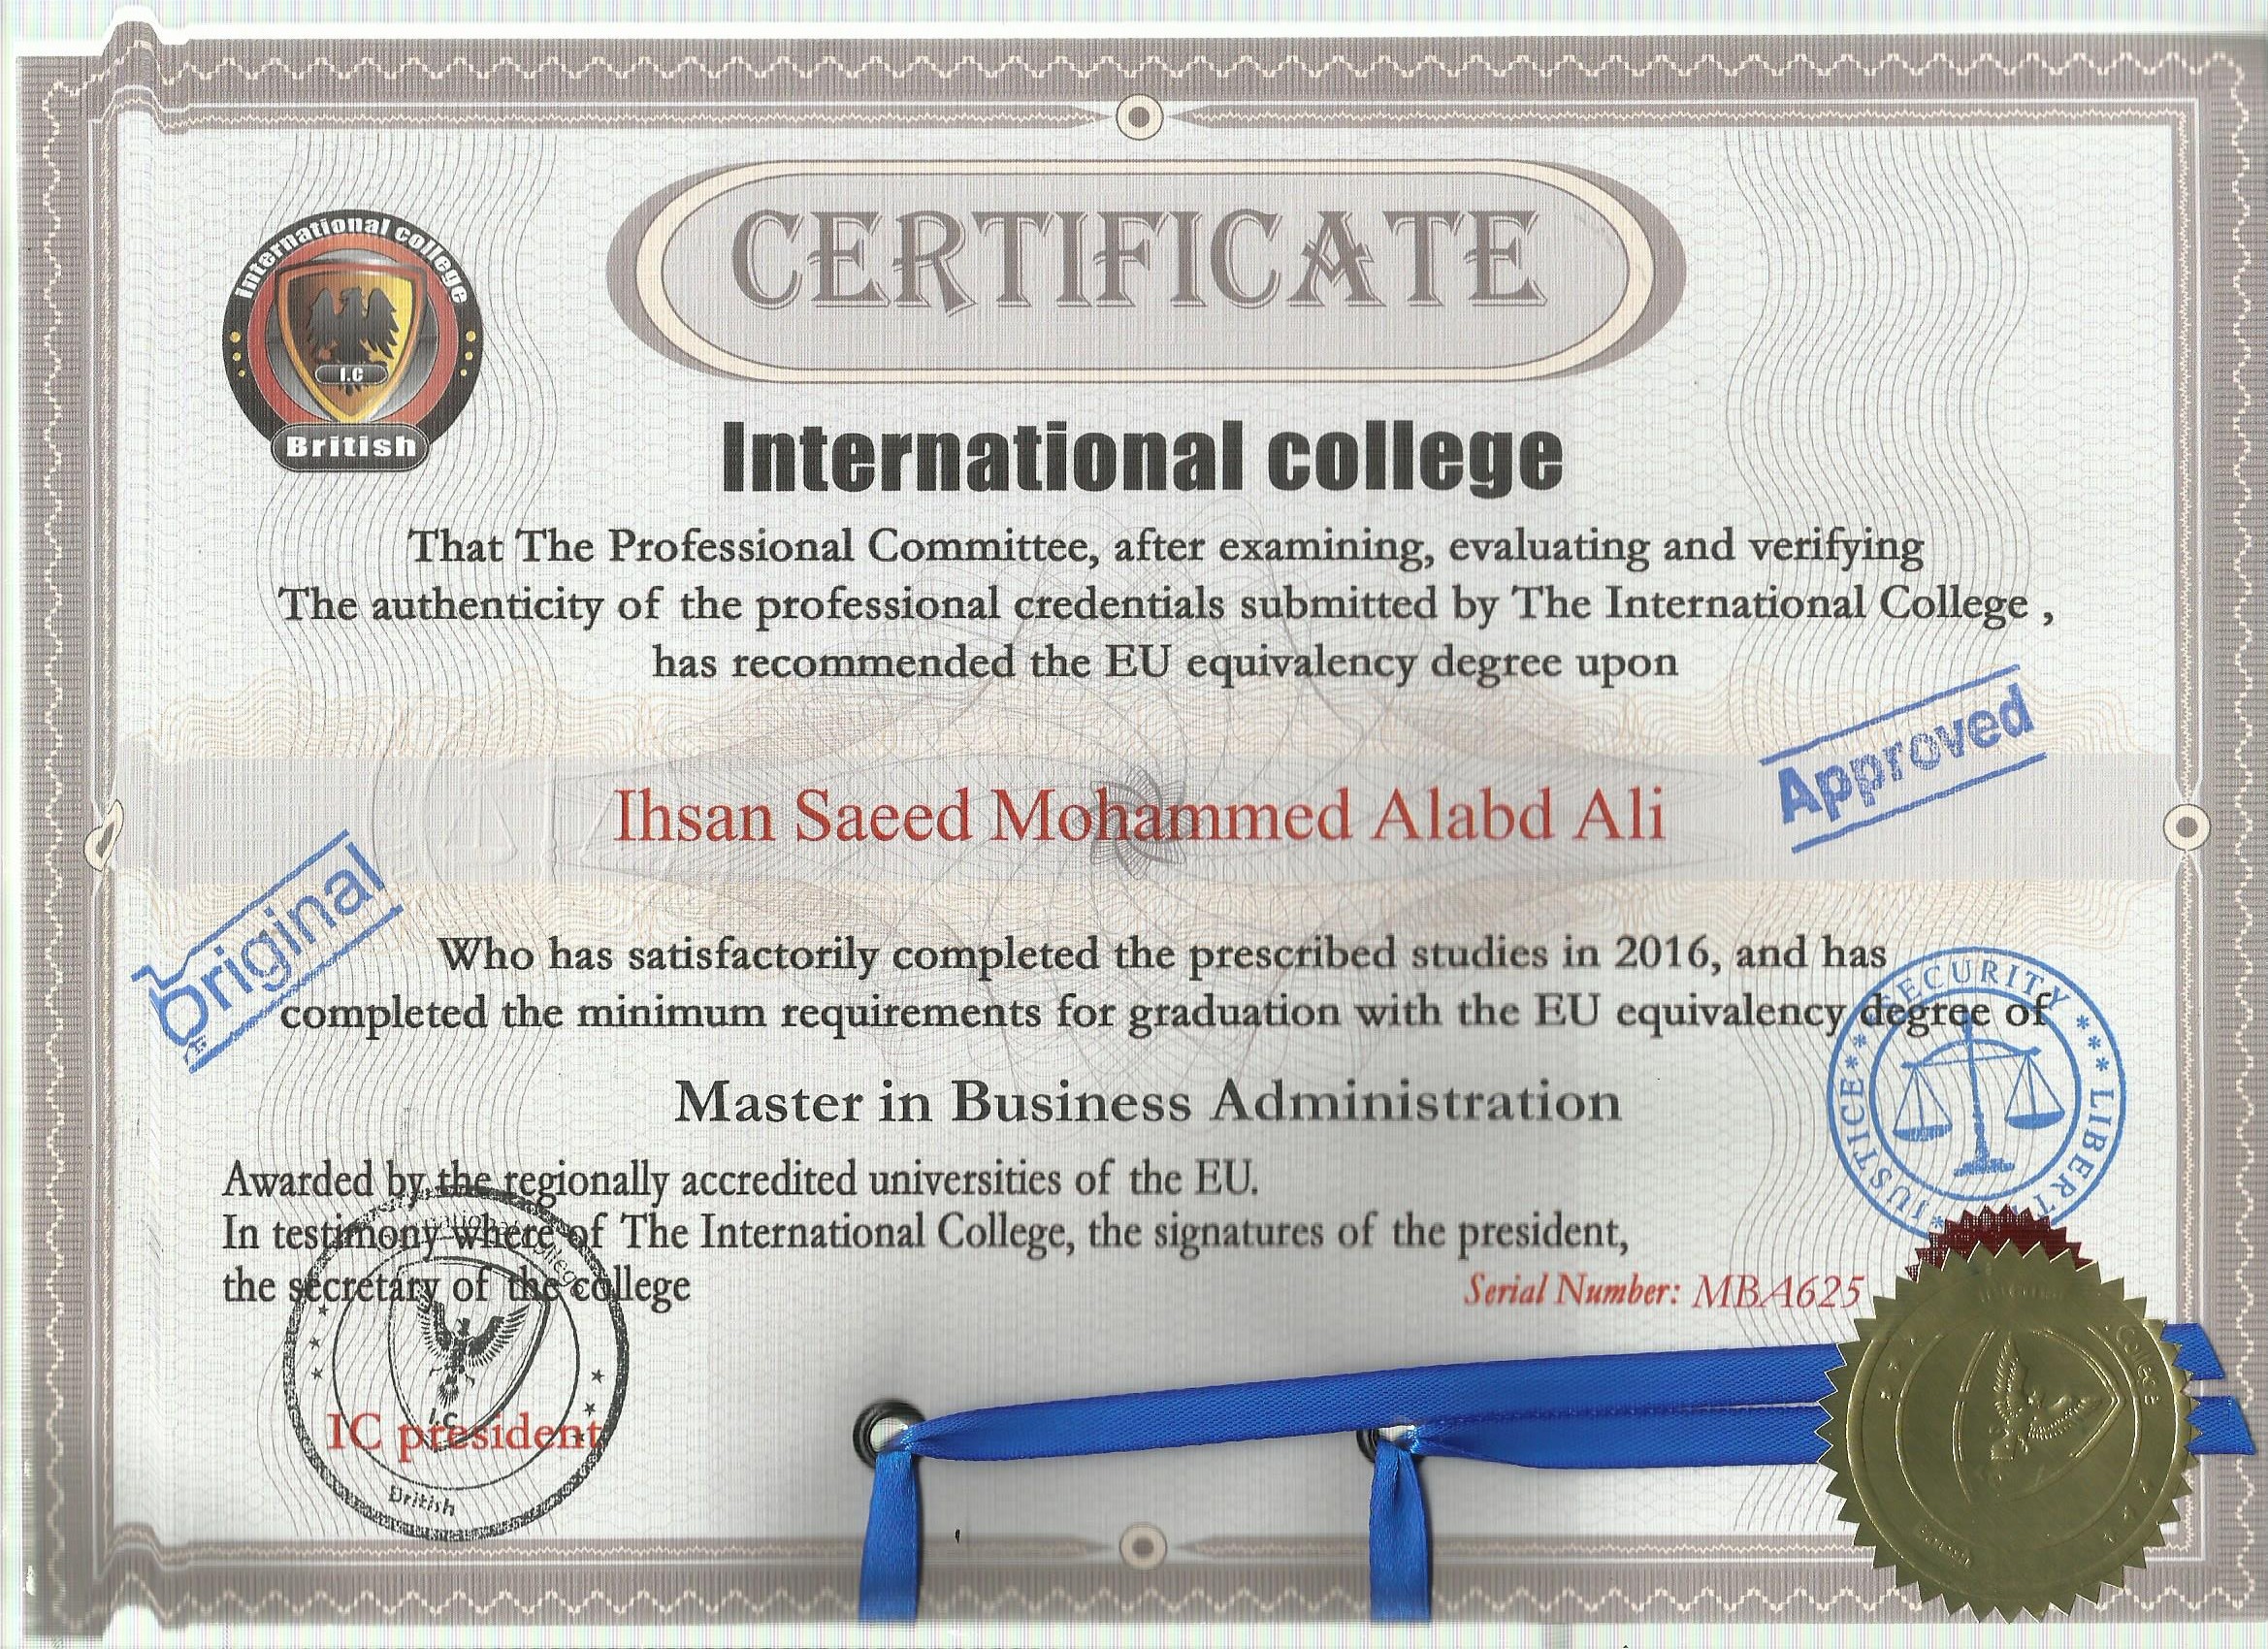 CERTIFICATE
International college
British
I.C
International college
That The Professional Committee, after examining, evaluating and verifying
The authenticity of the professional credentials submitted by The International College ,
has recommended the EU equivalency degree upon
Approved
Ihsan Saeed Mohammed Alabd Ali
Original
Who has satisfactorily completed the prescribed studies in 2016, and has
completed the minimum requirements for graduation with the EU equivalency degree of
SECURITY *** LIBERTY * JUSTICE ***
Master in Business Administration
Awarded by the regionally accredited universities of the EU.
In testimony where of The International College, the signatures of the president,
the secretary of the college
Serial Number: MBA625
IC president
I.C
British
College